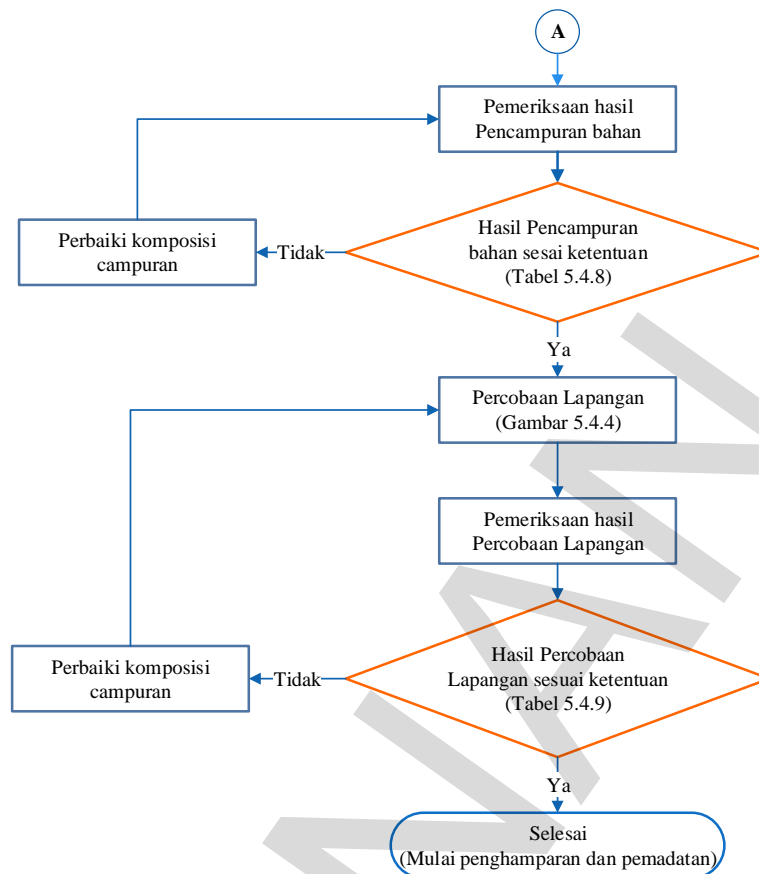 A
Pemeriksaan hasil
Pencampuran bahan
Hasil Pencampuran
bahan sesai ketentuan
(Tabel 5.4.8)
Tidak
Perbaiki komposisi
campuran
Ya
Percobaan Lapangan
(Gambar 5.4.4)
Pemeriksaan hasil
Percobaan Lapangan
Hasil Percobaan
Lapangan sesuai ketentuan
(Tabel 5.4.9)
Tidak
Perbaiki komposisi
campuran
Ya
Selesai
(Mulai penghamparan dan pemadatan)